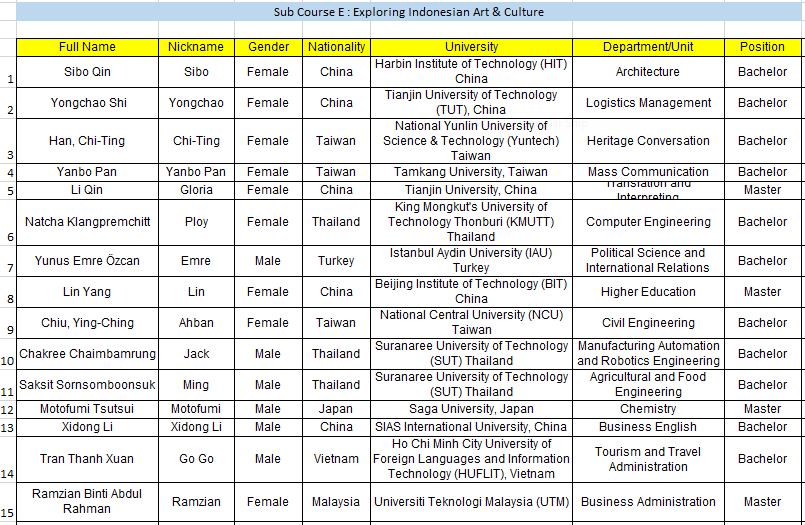 Sub Course E : Exploring Indonesian Art & Culture
Full Name Nickname Gender Nationality University Department/Unit Position
1 Sibo Qin Sibo Female China Harbin Institute of Technology (HIT) China Architecture Bachelor
2 Yongchao Shi Yongchao Female China Tianjin University of Technology (TUT), China Logistics Management Bachelor
3 Han, Chi-Ting Chi-Ting Female Taiwan National Yunlin University of Science & Technology (Yuntech) Taiwan Heritage Conversation Bachelor
4 Yanbo Pan Yanbo Pan Female Taiwan Tamkang University, Taiwan Mass Communication Bachelor
5 Li Qin Gloria Female China Tianjin University, China Translation and Interpreting Master
6 Natcha Klangpremchitt Ploy Female Thailand King Mongkut's University of Technology Thonburi (KMUTT) Thailand Computer Engineering Bachelor
7 Yunus Emre Özcan Emre Male Turkey Istanbul Aydin University (IAU) Turkey Political Science and International Relations Bachelor
8 Lin Yang Lin Female China Beijing Institute of Technology (BIT) China Higher Education Master
9 Chiu, Ying-Ching Ahban Female Taiwan National Central University (NCU) Taiwan Civil Engineering Bachelor
10 Chakree Chaimbamrung Jack Male Thailand Suranaree University of Technology (SUT) Thailand Manufacturing Automation and Robotics Engineering Bachelor
11 Saksit Sornsomboonsuk Ming Male Thailand Suranaree University of Technology (SUT) Thailand Agricultural and Food Engineering Bachelor
12 Motofumi Tsutsui Motofumi Male Japan Saga University, Japan Chemistry Master
13 Xidong Li Xidong Li Male China SIAS International University, China Business English Bachelor
14 Tran Thanh Xuan Go Go Male Vietnam Ho Chi Minh City University of Foreign Languages and Information Technology (HUFLIT), Vietnam Tourism and Travel Administration Bachelor
15 Ramzian Binti Abdul Rahman Ramzian Female Malaysia Universiti Teknologi Malaysia (UTM) Business Administration Master